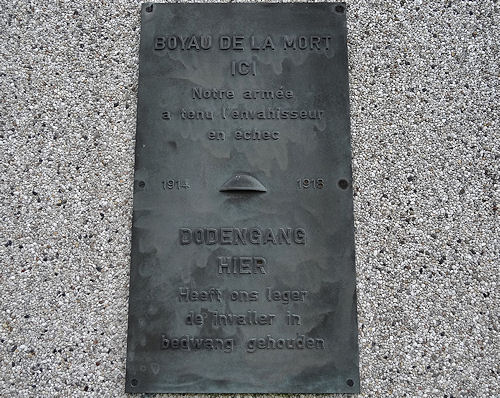 BOYAU DE LA MORT
ICI
Notre armée
a tenu l'envahisseur
en échec
1914 1918
DODENGANG
HIER
Heeft ons leger
de invaller in
bedwang gehouden